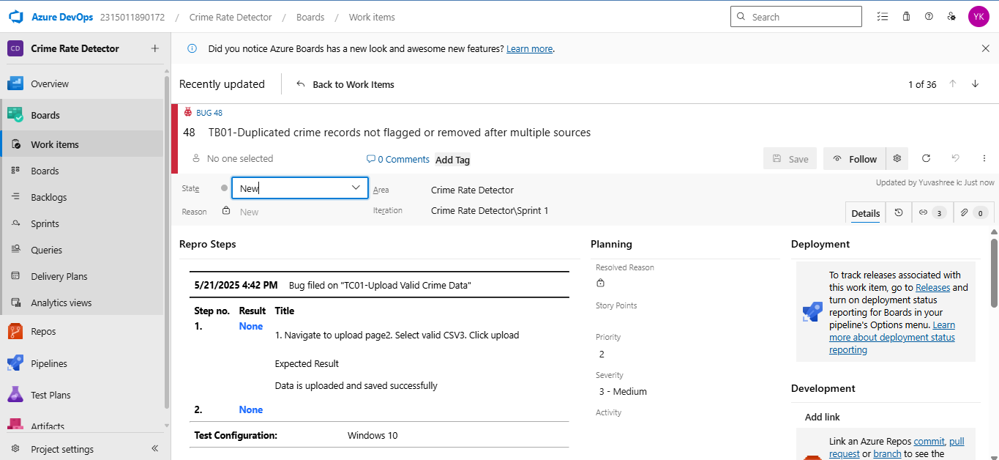 Azure DevOps 2315011890172 / Crime Rate Detector / Boards / Work items
Search
YK
CD Crime Rate Detector
Did you notice Azure Boards has a new look and awesome new features? Learn more.
Overview
Boards
Work items
Boards
Backlogs
Sprints
Queries
Delivery Plans
Analytics views
Repos
Pipelines
Test Plans
Artifacts
Project settings
Recently updated
Back to Work Items
1 of 36
BUG 48
48 TB01-Duplicated crime records not flagged or removed after multiple sources
No one selected
0 Comments
Add Tag
Save
Follow
State
New
Area
Crime Rate Detector
Updated by Yuvashree k: Just now
Reason
New
Iteration
Crime Rate Detector\Sprint 1
Details
3
0
Repro Steps
5/21/2025 4:42 PM Bug filed on "TC01-Upload Valid Crime Data"
Step no. Result Title
1. None
1. Navigate to upload page2. Select valid CSV3. Click upload
Expected Result
Data is uploaded and saved successfully
2. None
Test Configuration: Windows 10
Planning
Resolved Reason
Story Points
Priority
2
Severity
3 - Medium
Activity
Deployment
To track releases associated with
this work item, go to Releases and
turn on deployment status
reporting for Boards in your
pipeline's Options menu. Learn
more about deployment status
reporting
Development
Add link
Link an Azure Repos commit, pull
request or branch to see the